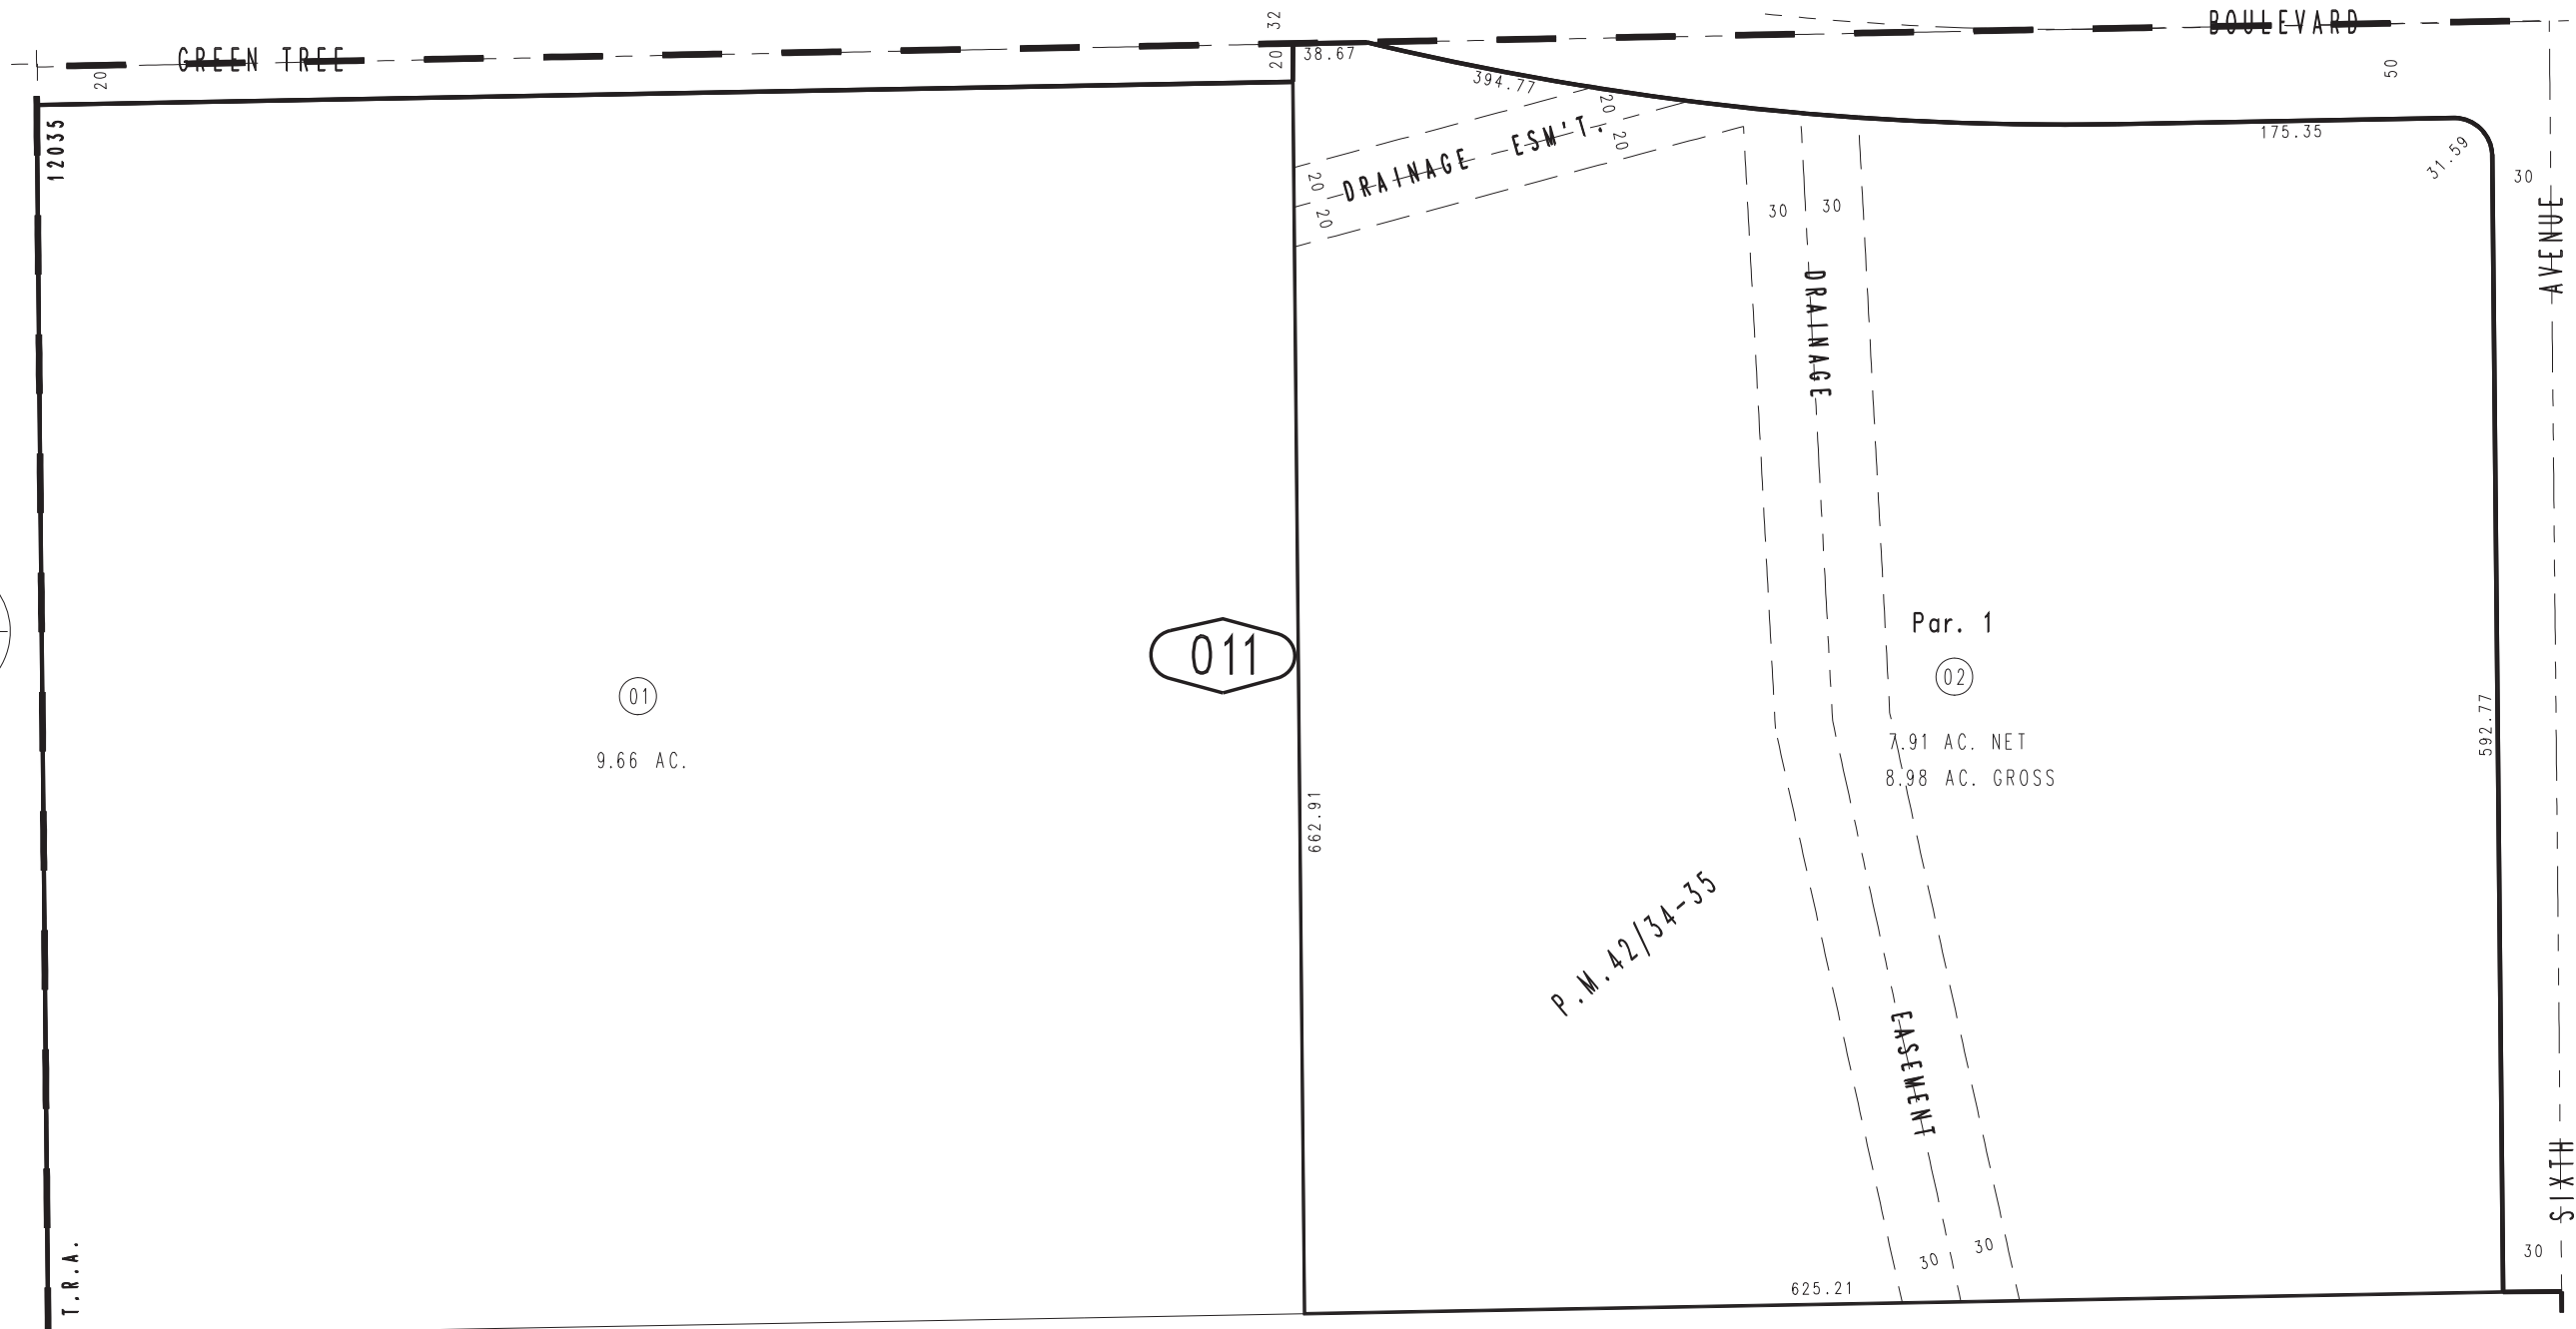 GREEN TREE
BOULEVARD
20
32
20
38.67
394.77
50
175.35
31.59
30
12035
20
20
DRAINAGE ESM'T.
20
20
30
30
AVENUE
DRAINAGE
Par. 1
02
7.91 AC. NET
8.98 AC. GROSS
011
01
9.66 AC.
662.91
592.77
P.M.42/34-35
EASEMENT
SIXTH
30
30
30
625.21
T.R.A.